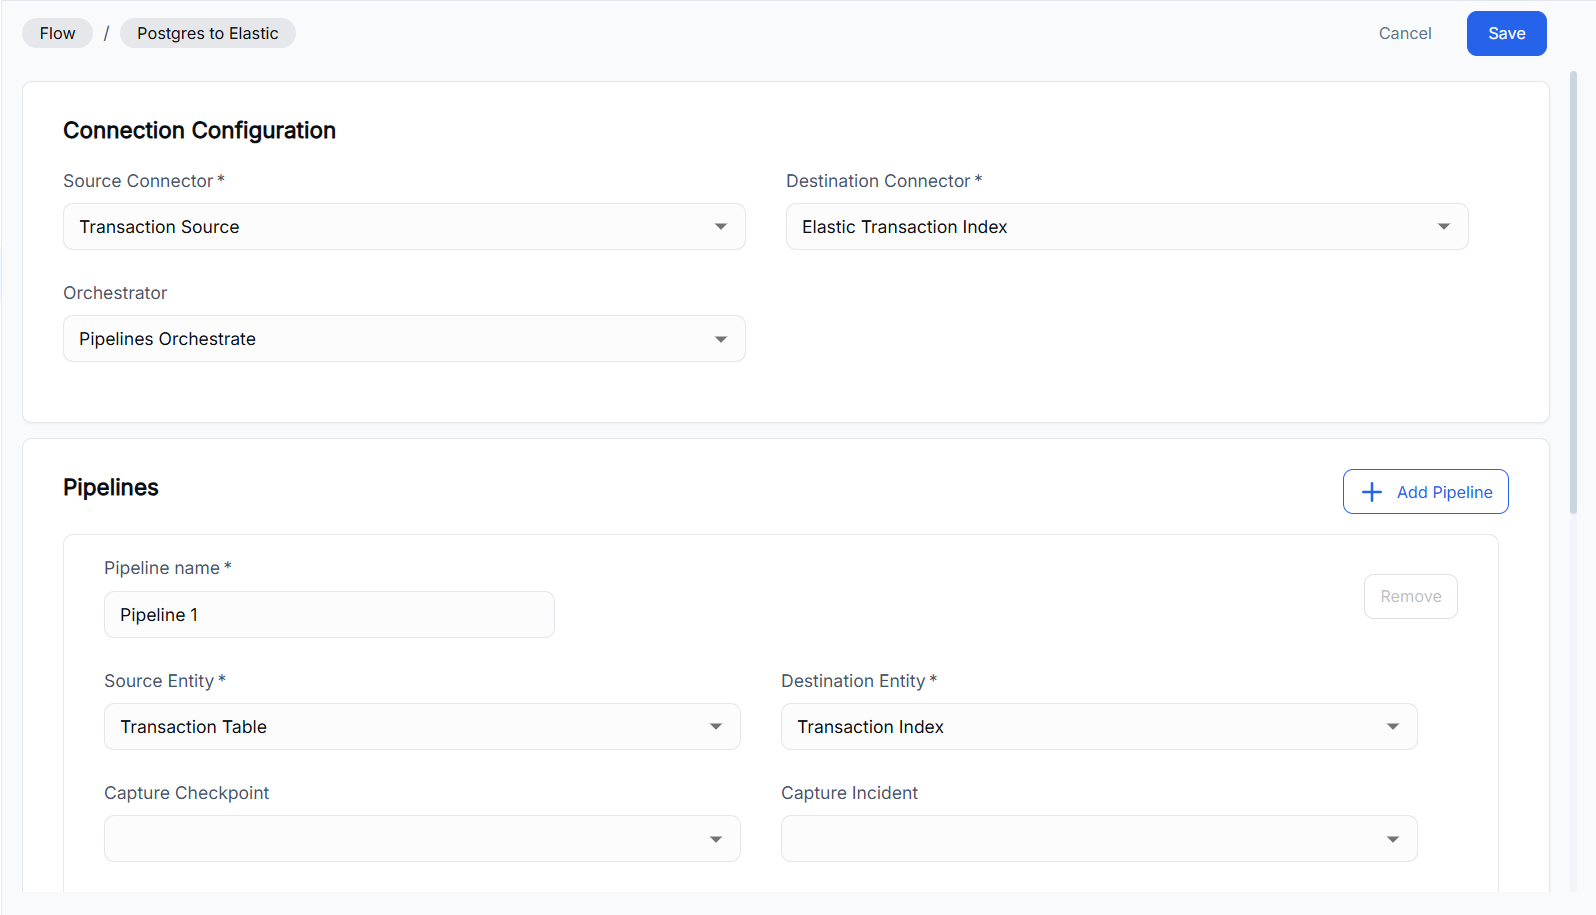 Flow / Postgres to Elastic
Cancel
Save
Connection Configuration
Source Connector *
Destination Connector *
Transaction Source
Elastic Transaction Index
Orchestrator
Pipelines Orchestrate
Pipelines
Add Pipeline
Pipeline name *
Pipeline 1
Remove
Source Entity *
Destination Entity *
Transaction Table
Transaction Index
Capture Checkpoint
Capture Incident